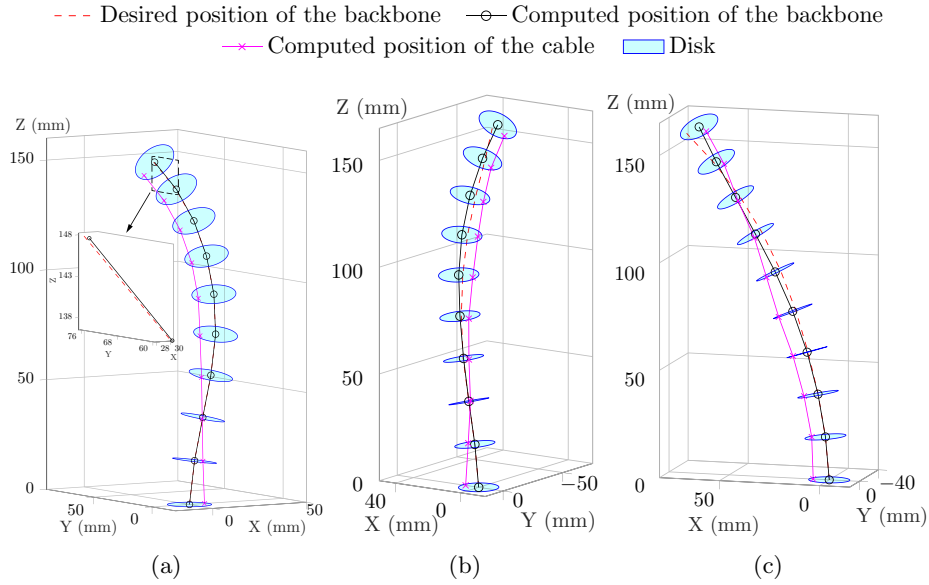 Desired position of the backbone Computed position of the backbone
Computed position of the cable Disk
Z (mm) Z (mm) Z (mm)
150 150 150
100 100 100
50 50 50
0 0 0
148
143
138
Z
76 68 60 28 30
Y X
50 0 0 50
Y (mm) X (mm)
40 0 0 −50
X (mm) Y (mm)
50 0 0 −40
X (mm) Y (mm)
(a) (b) (c)